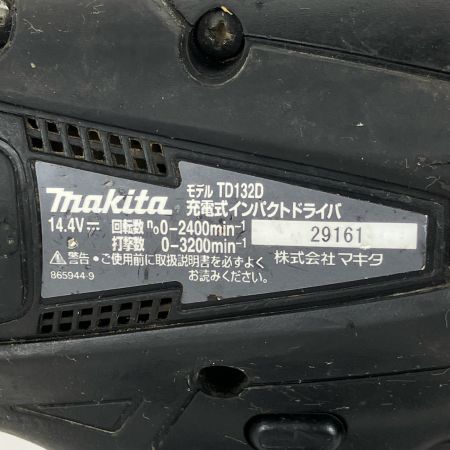 makita
モデル TD132D
充電式インパクトドライバ
14.4V⎓ 回転数 n₀0-2400min⁻¹
打撃数 0-3200min⁻¹
29161
⚠警告・ご使用前に取扱説明書を必ずよく
お読みください。
株式会社 マキタ
865944-9